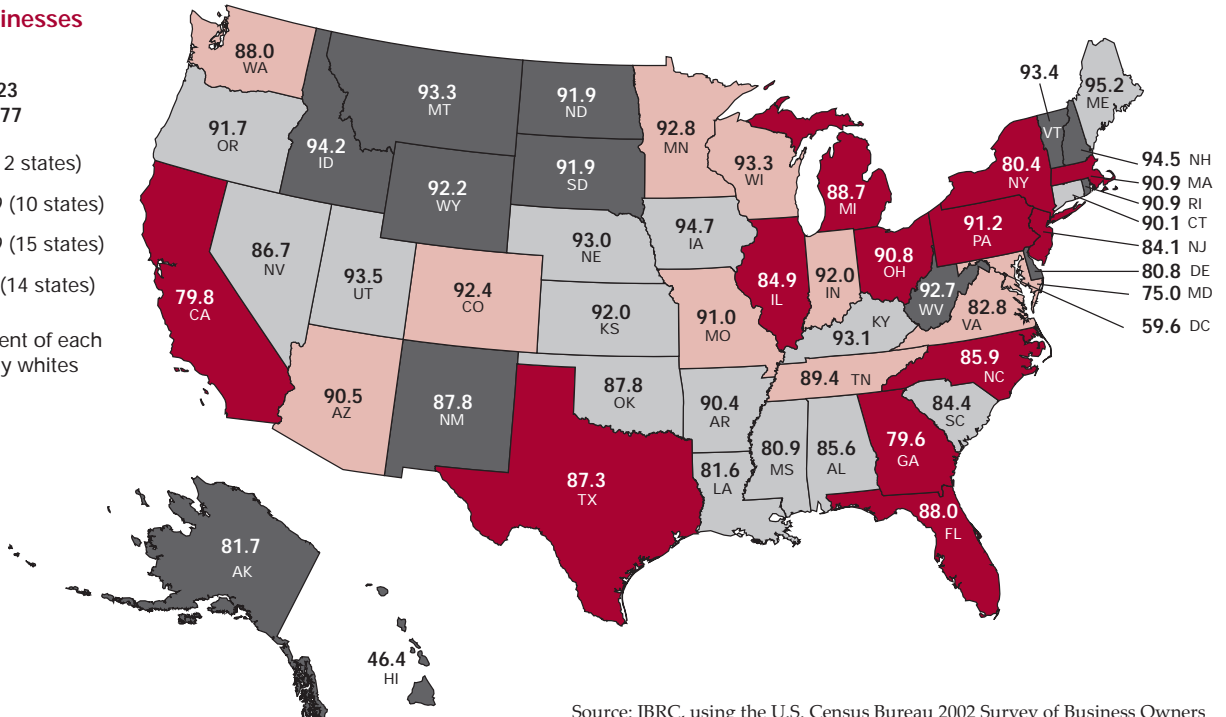 inesses
23
77
2 states)
9 (10 states)
9 (15 states)
(14 states)
ent of each
y whites
88.0
WA
91.7
OR
79.8
CA
86.7
NV
94.2
ID
93.3
MT
92.2
WY
93.5
UT
90.5
AZ
92.4
CO
87.8
NM
91.9
ND
91.9
SD
93.0
NE
92.0
KS
87.8
OK
87.3
TX
92.8
MN
94.7
IA
91.0
MO
90.4
AR
81.6
LA
93.3
WI
84.9
IL
88.7
MI
92.0
IN
90.8
OH
KY
93.1
89.4 TN
80.9
MS
85.6
AL
79.6
GA
88.0
FL
84.4
SC
85.9
NC
82.8
VA
92.7
WV
91.2
PA
80.4
NY
93.4
VT
95.2
ME
94.5 NH
90.9 MA
90.9 RI
90.1 CT
84.1 NJ
80.8 DE
75.0 MD
59.6 DC
81.7
AK
46.4
HI
Source: IBRC, using the U.S. Census Bureau 2002 Survey of Business Owners